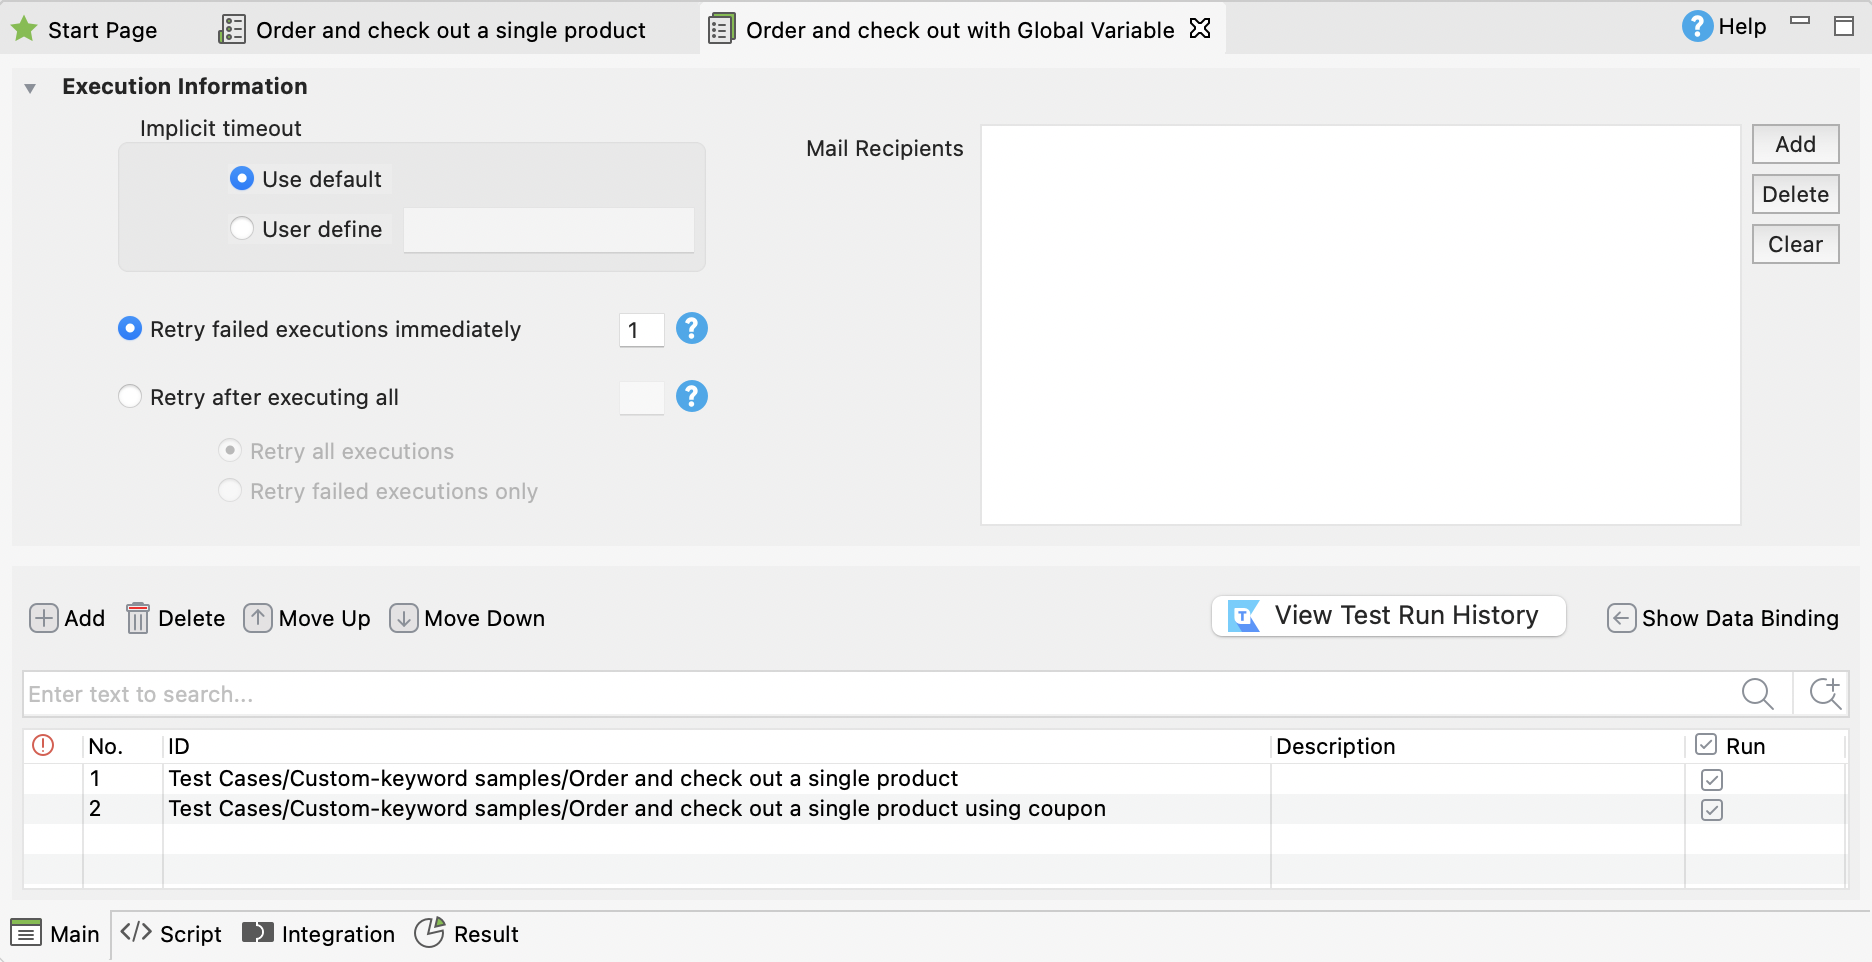 Start Page
Order and check out a single product
Order and check out with Global Variable
Help
Execution Information
Implicit timeout
Use default
User define
Mail Recipients
Add
Delete
Clear
Retry failed executions immediately 1
Retry after executing all
Retry all executions
Retry failed executions only
Add Delete Move Up Move Down
View Test Run History
Show Data Binding
Enter text to search...
No. ID Description Run
1 Test Cases/Custom-keyword samples/Order and check out a single product
2 Test Cases/Custom-keyword samples/Order and check out a single product using coupon
Main Script Integration Result